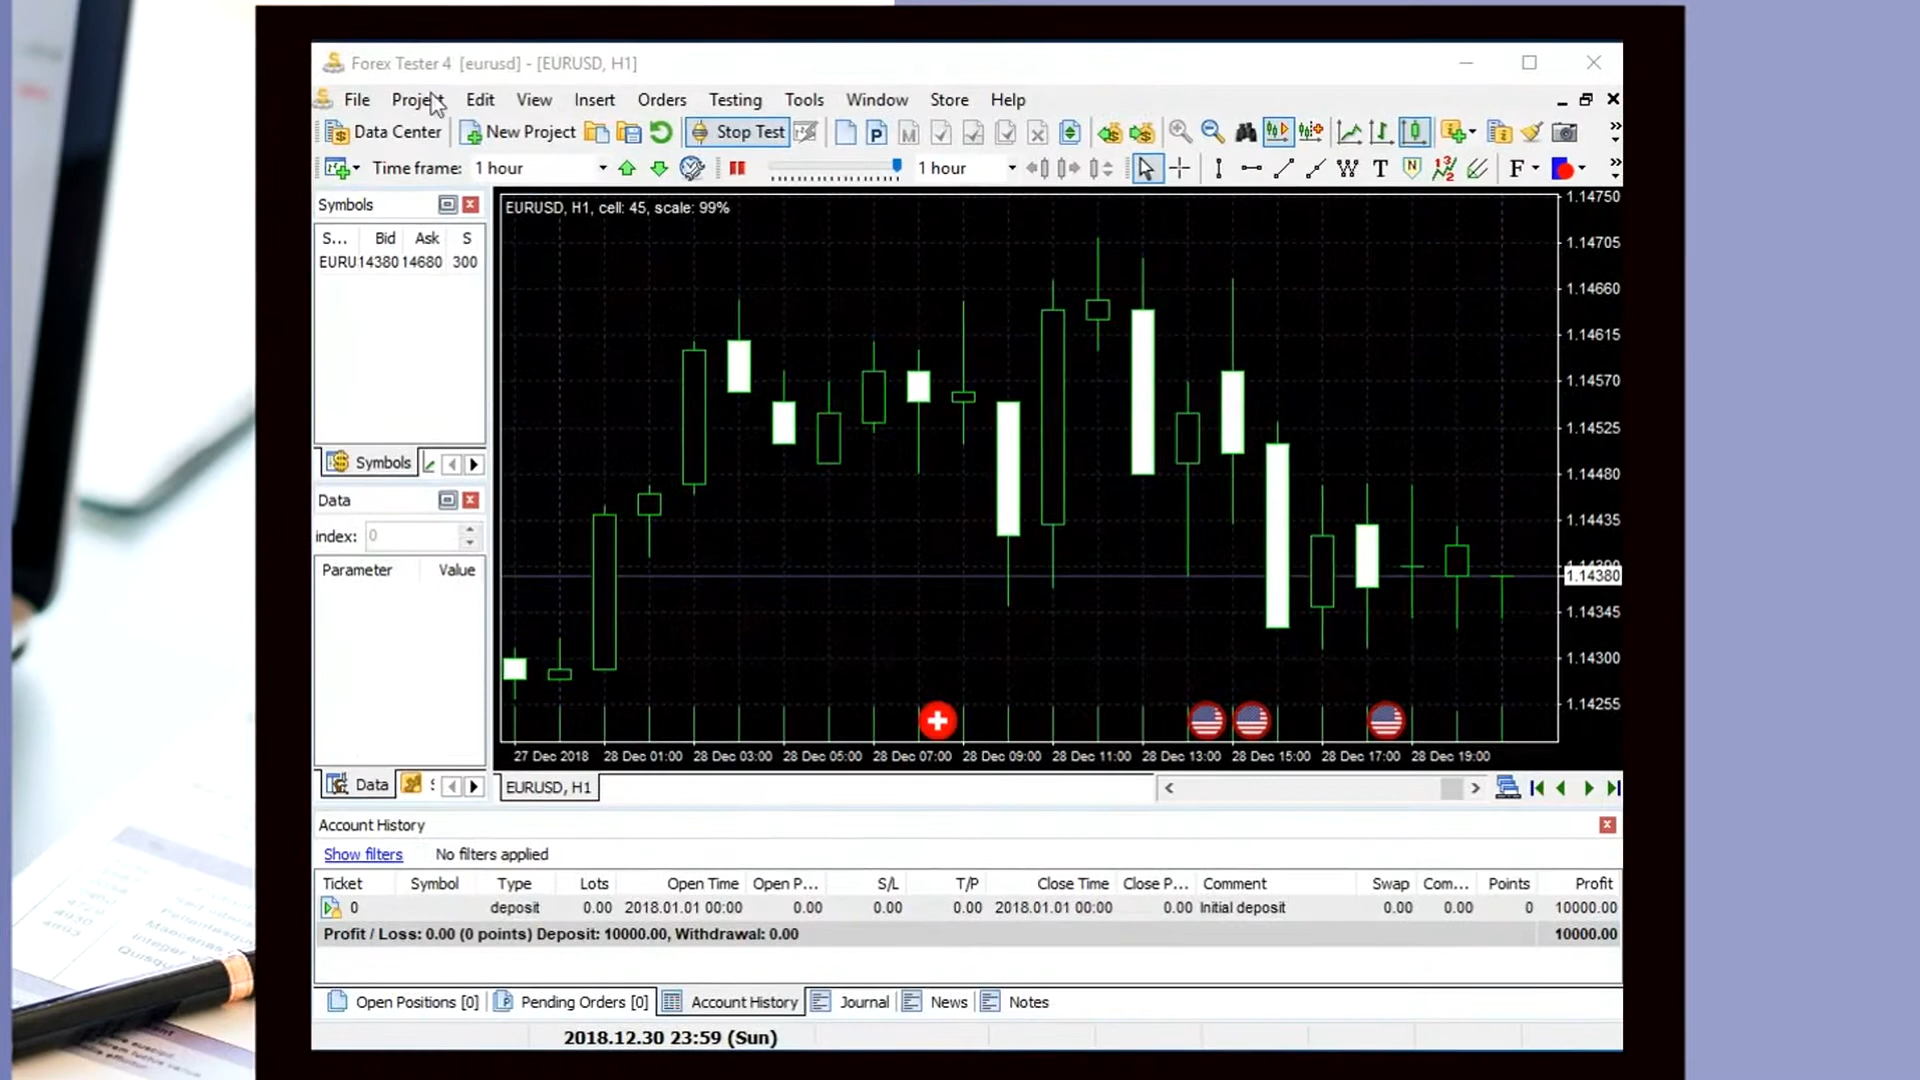 Forex Tester 4 [eurusd] - [EURUSD, H1]
File Project Edit View Insert Orders Testing Tools Window Store Help
Data Center New Project Stop Test
Time frame: 1 hour 1 hour
Symbols
S... Bid Ask S
EURU 14380 14680 300
Symbols
Data
index: 0
Parameter Value
Data
EURUSD, H1, cell: 45, scale: 99%
1.14750
1.14705
1.14660
1.14615
1.14570
1.14525
1.14480
1.14435
1.14380
1.14345
1.14300
1.14255
27 Dec 2018 28 Dec 01:00 28 Dec 03:00 28 Dec 05:00 28 Dec 07:00 28 Dec 09:00 28 Dec 11:00 28 Dec 13:00 28 Dec 15:00 28 Dec 17:00 28 Dec 19:00
EURUSD, H1
Account History
Show filters No filters applied
Ticket Symbol Type Lots Open Time Open P... S/L T/P Close Time Close P... Comment Swap Com... Points Profit
0 deposit 0.00 2018.01.01 00:00 0.00 0.00 0.00 2018.01.01 00:00 0.00 Initial deposit 0.00 0.00 0 10000.00
Profit / Loss: 0.00 (0 points) Deposit: 10000.00, Withdrawal: 0.00 10000.00
Open Positions [0] Pending Orders [0] Account History Journal News Notes
2018.12.30 23:59 (Sun)